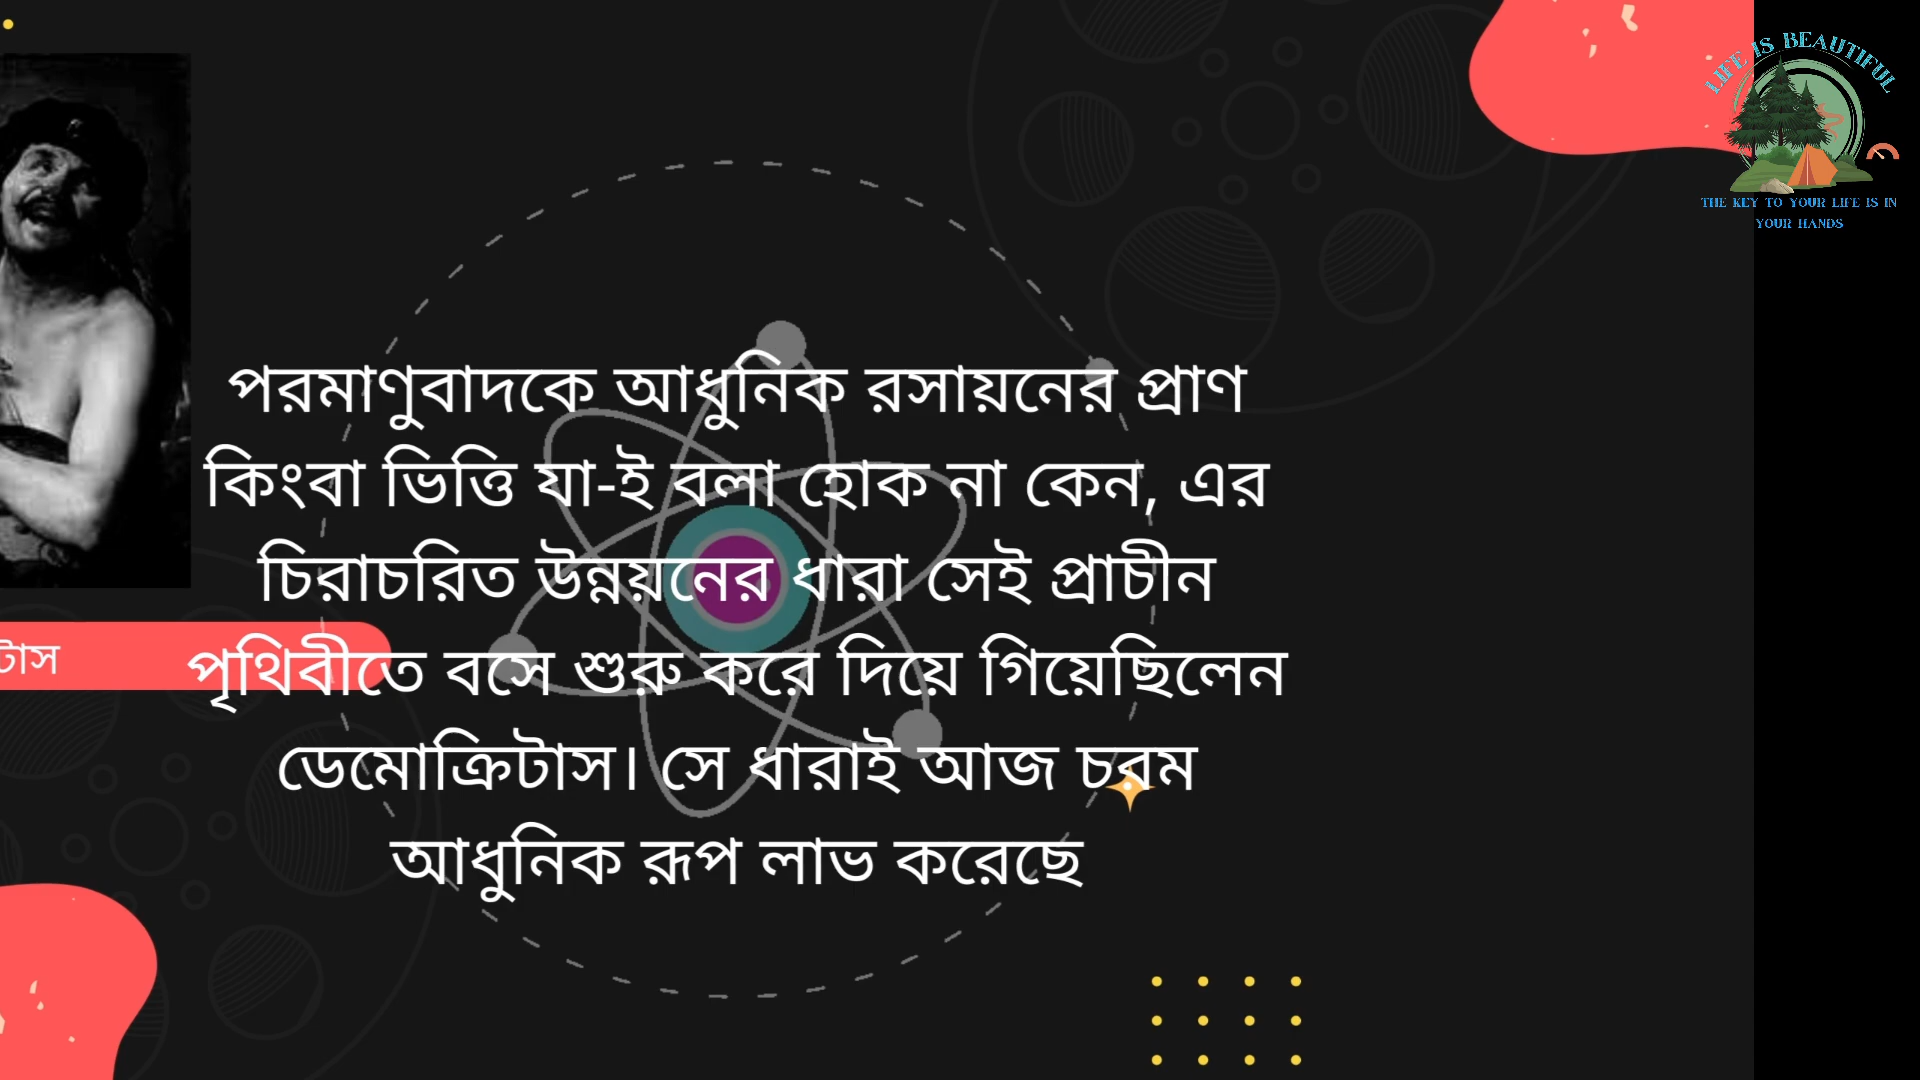 LIFE IS BEAUTIFUL
THE KEY TO YOUR LIFE IS IN
YOUR HANDS
পরমাণুবাদকে আধুনিক রসায়নের প্রাণ
কিংবা ভিত্তি যা-ই বলা হোক না কেন, এর
চিরাচরিত উন্নয়নের ধারা সেই প্রাচীন
পৃথিবীতে বসে শুরু করে দিয়ে গিয়েছিলেন
ডেমোক্রিটাস। সে ধারাই আজ চরম
আধুনিক রূপ লাভ করেছে
টাস